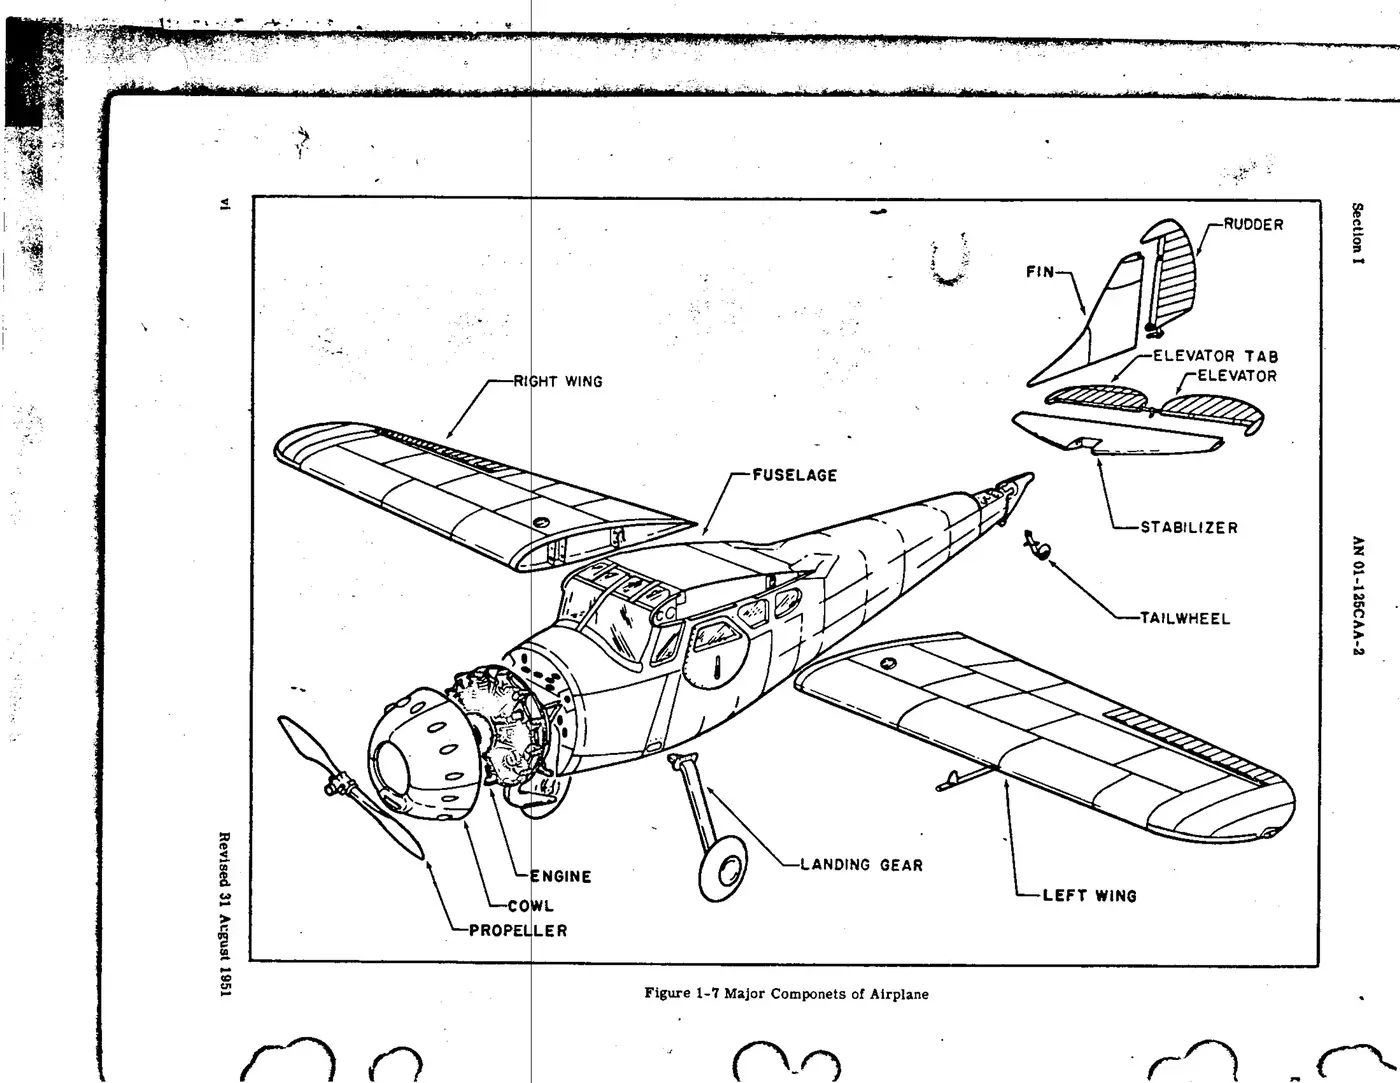 vi
Section I
RUDDER
FIN
ELEVATOR TAB
ELEVATOR
RIGHT WING
FUSELAGE
STABILIZER
AN 01-125CAA-2
TAILWHEEL
LANDING GEAR
LEFT WING
ENGINE
COWL
PROPELLER
Revised 31 August 1951
Figure 1-7 Major Componets of Airplane